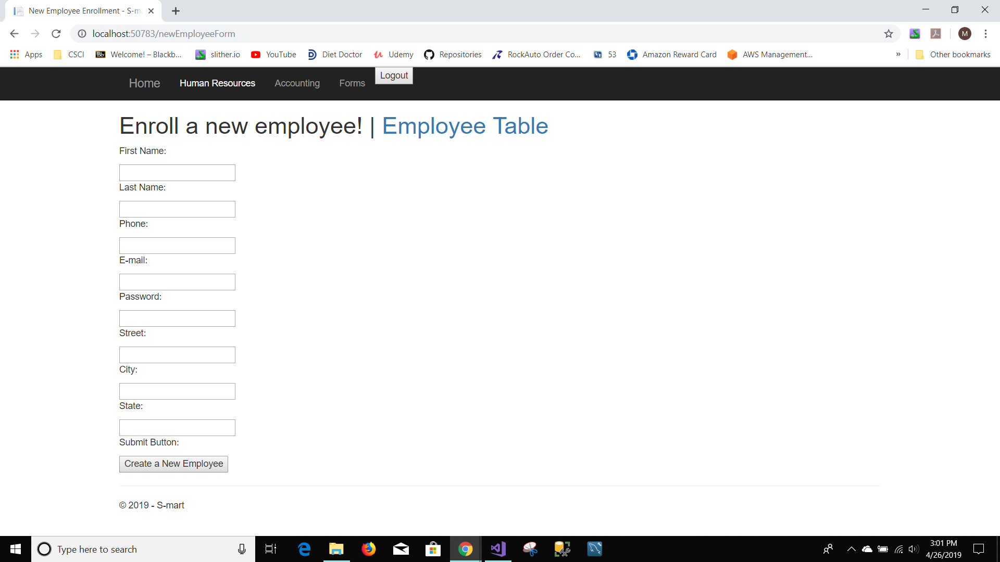 New Employee Enrollment - S-m
localhost:50783/newEmployeeForm
M
Apps CSCI Bb Welcome! – Blackb... slither.io YouTube Diet Doctor Udemy Repositories RockAuto Order Co... 53 Amazon Reward Card AWS Management... » Other bookmarks
Home Human Resources Accounting Forms Logout
Enroll a new employee! | Employee Table
First Name:
Last Name:
Phone:
E-mail:
Password:
Street:
City:
State:
Submit Button:
Create a New Employee
© 2019 - S-mart
Type here to search
3:01 PM
4/26/2019